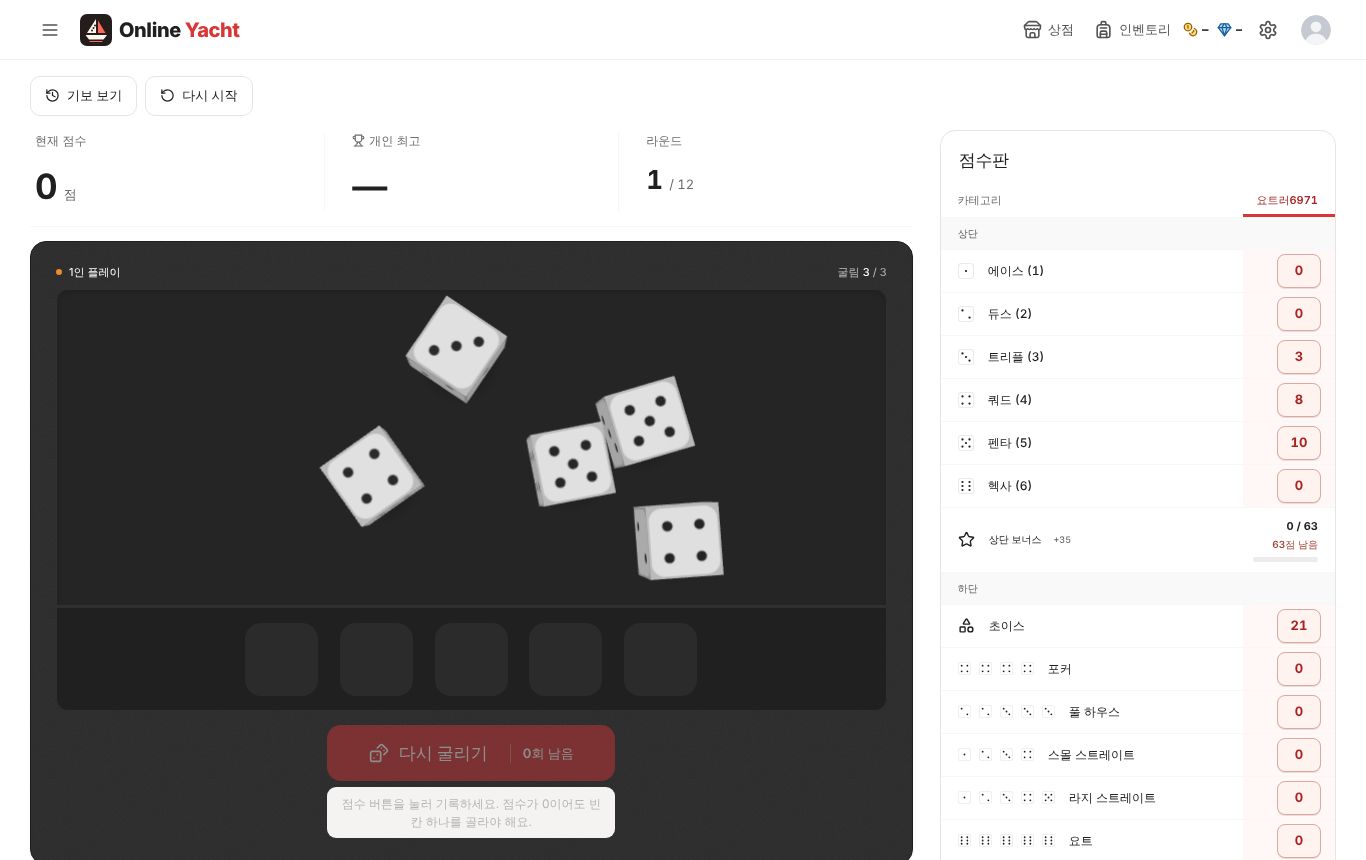 Online Yacht
상점
인벤토리
–
–
기보 보기
다시 시작
현재 점수
0 점
개인 최고
—
라운드
1 / 12
1인 플레이
굴림 3 / 3
다시 굴리기
0회 남음
점수 버튼을 눌러 기록하세요. 점수가 0이어도 빈
칸 하나를 골라야 해요.
점수판
카테고리
요트러6971
상단
에이스 (1)
0
듀스 (2)
0
트리플 (3)
3
쿼드 (4)
8
펜타 (5)
10
헥사 (6)
0
상단 보너스 +35
0 / 63
63점 남음
하단
초이스
21
포커
0
풀 하우스
0
스몰 스트레이트
0
라지 스트레이트
0
요트
0